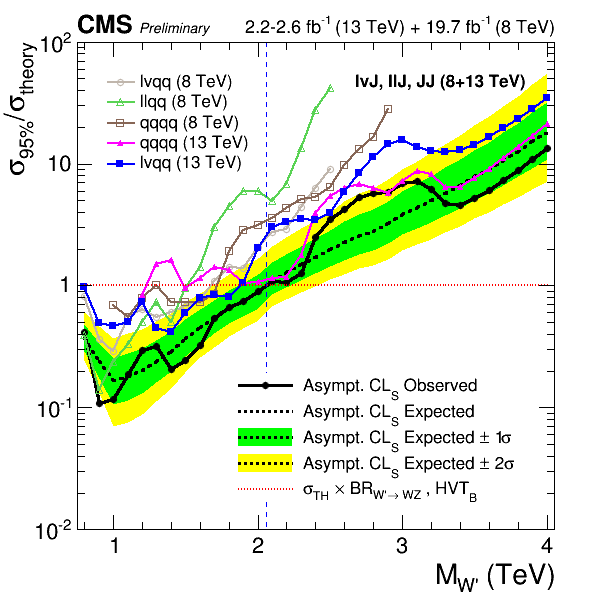 CMS Preliminary 2.2-2.6 fb⁻¹ (13 TeV) + 19.7 fb⁻¹ (8 TeV)
10²
σ95%/σtheory
lνJ, llJ, JJ (8+13 TeV)
lvqq (8 TeV)
llqq (8 TeV)
qqqq (8 TeV)
qqqq (13 TeV)
lvqq (13 TeV)
10
1
Asympt. CLS Observed
Asympt. CLS Expected
10⁻¹
Asympt. CLS Expected ± 1σ
Asympt. CLS Expected ± 2σ
σTH × BRW'→ WZ , HVTB
10⁻²
1 2 3 4
MW' (TeV)